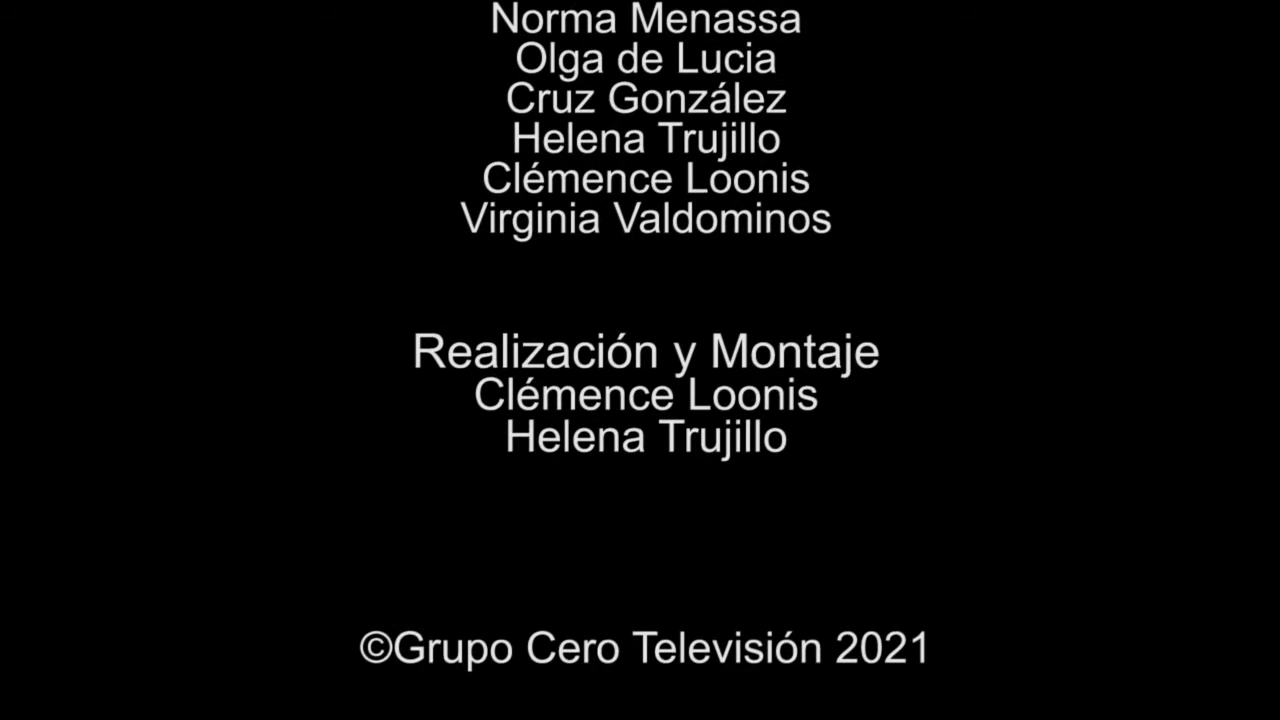 Norma Menassa
Olga de Lucia
Cruz González
Helena Trujillo
Clémence Loonis
Virginia Valdominos
Realización y Montaje
Clémence Loonis
Helena Trujillo
©Grupo Cero Televisión 2021